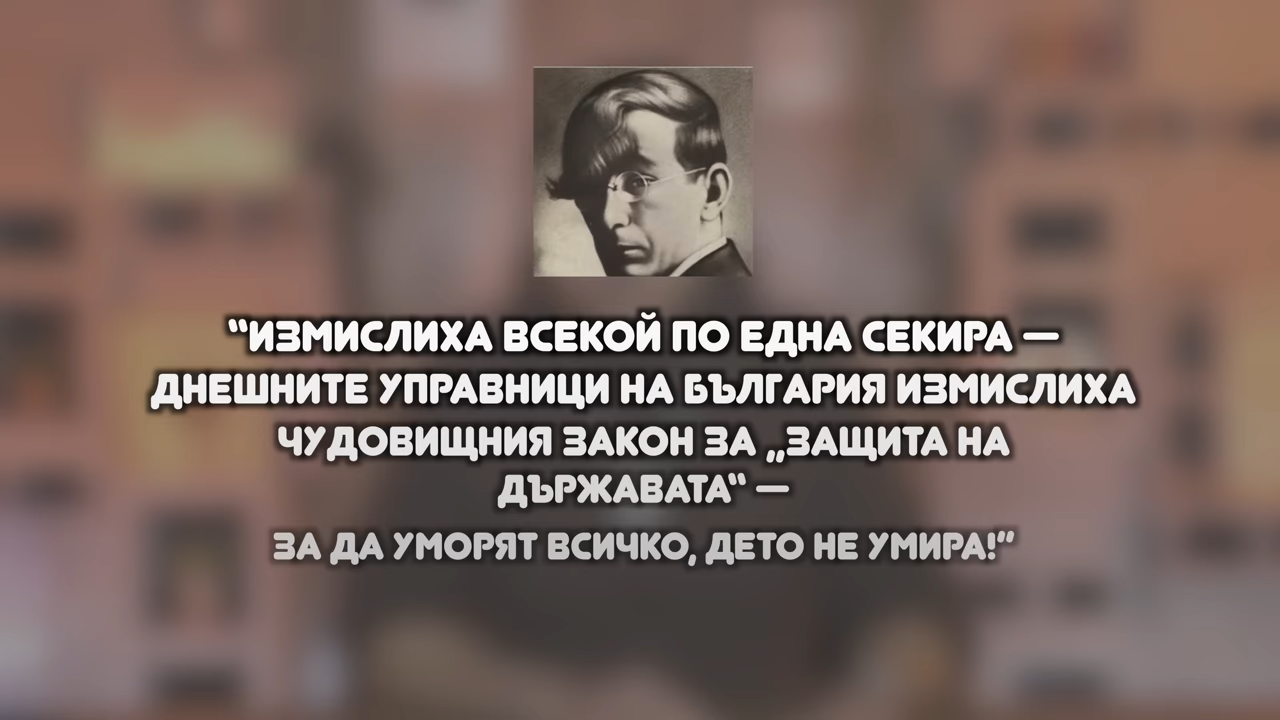 “ИЗМИСЛИХА ВСЕКОЙ ПО ЕДНА СЕКИРА —
ДНЕШНИТЕ УПРАВНИЦИ НА БЪЛГАРИЯ ИЗМИСЛИХА
ЧУДОВИЩНИЯ ЗАКОН ЗА „ЗАЩИТА НА
ДЪРЖАВАТА“ —
ЗА ДА УМОРЯТ ВСИЧКО, ДЕТО НЕ УМИРА!”